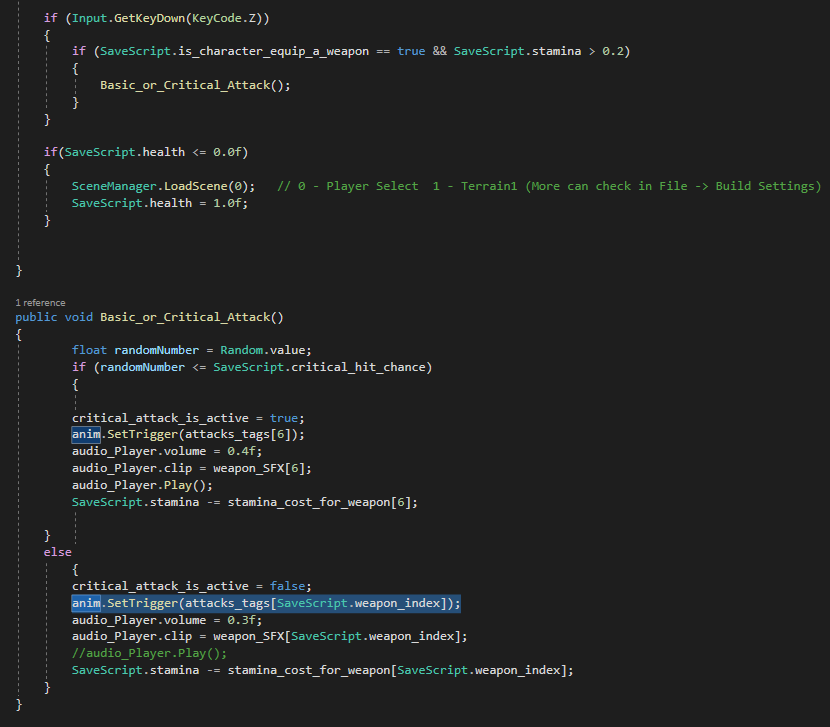 if (Input.GetKeyDown(KeyCode.Z))
{
if (SaveScript.is_character_equip_a_weapon == true && SaveScript.stamina > 0.2)
{
Basic_or_Critical_Attack();
}
}
if(SaveScript.health <= 0.0f)
{
SceneManager.LoadScene(0); // 0 - Player Select 1 - Terrain1 (More can check in File -> Build Settings)
SaveScript.health = 1.0f;
}
}
1 reference
public void Basic_or_Critical_Attack()
{
float randomNumber = Random.value;
if (randomNumber <= SaveScript.critical_hit_chance)
{
critical_attack_is_active = true;
anim.SetTrigger(attacks_tags[6]);
audio_Player.volume = 0.4f;
audio_Player.clip = weapon_SFX[6];
audio_Player.Play();
SaveScript.stamina -= stamina_cost_for_weapon[6];
}
else
{
critical_attack_is_active = false;
anim.SetTrigger(attacks_tags[SaveScript.weapon_index]);
audio_Player.volume = 0.3f;
audio_Player.clip = weapon_SFX[SaveScript.weapon_index];
//audio_Player.Play();
SaveScript.stamina -= stamina_cost_for_weapon[SaveScript.weapon_index];
}
}